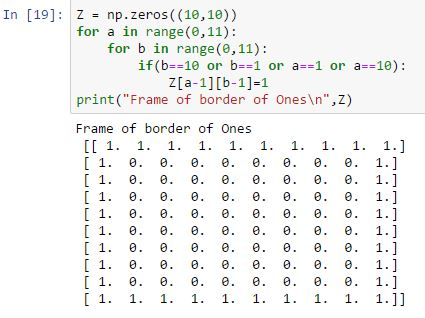 In [19]: Z = np.zeros((10,10))
for a in range(0,11):
    for b in range(0,11):
        if(b==10 or b==1 or a==1 or a==10):
            Z[a-1][b-1]=1
print("Frame of border of Ones\n",Z)
Frame of border of Ones
 [[ 1.  1.  1.  1.  1.  1.  1.  1.  1.  1.]
 [ 1.  0.  0.  0.  0.  0.  0.  0.  0.  1.]
 [ 1.  0.  0.  0.  0.  0.  0.  0.  0.  1.]
 [ 1.  0.  0.  0.  0.  0.  0.  0.  0.  1.]
 [ 1.  0.  0.  0.  0.  0.  0.  0.  0.  1.]
 [ 1.  0.  0.  0.  0.  0.  0.  0.  0.  1.]
 [ 1.  0.  0.  0.  0.  0.  0.  0.  0.  1.]
 [ 1.  0.  0.  0.  0.  0.  0.  0.  0.  1.]
 [ 1.  0.  0.  0.  0.  0.  0.  0.  0.  1.]
 [ 1.  1.  1.  1.  1.  1.  1.  1.  1.  1.]]